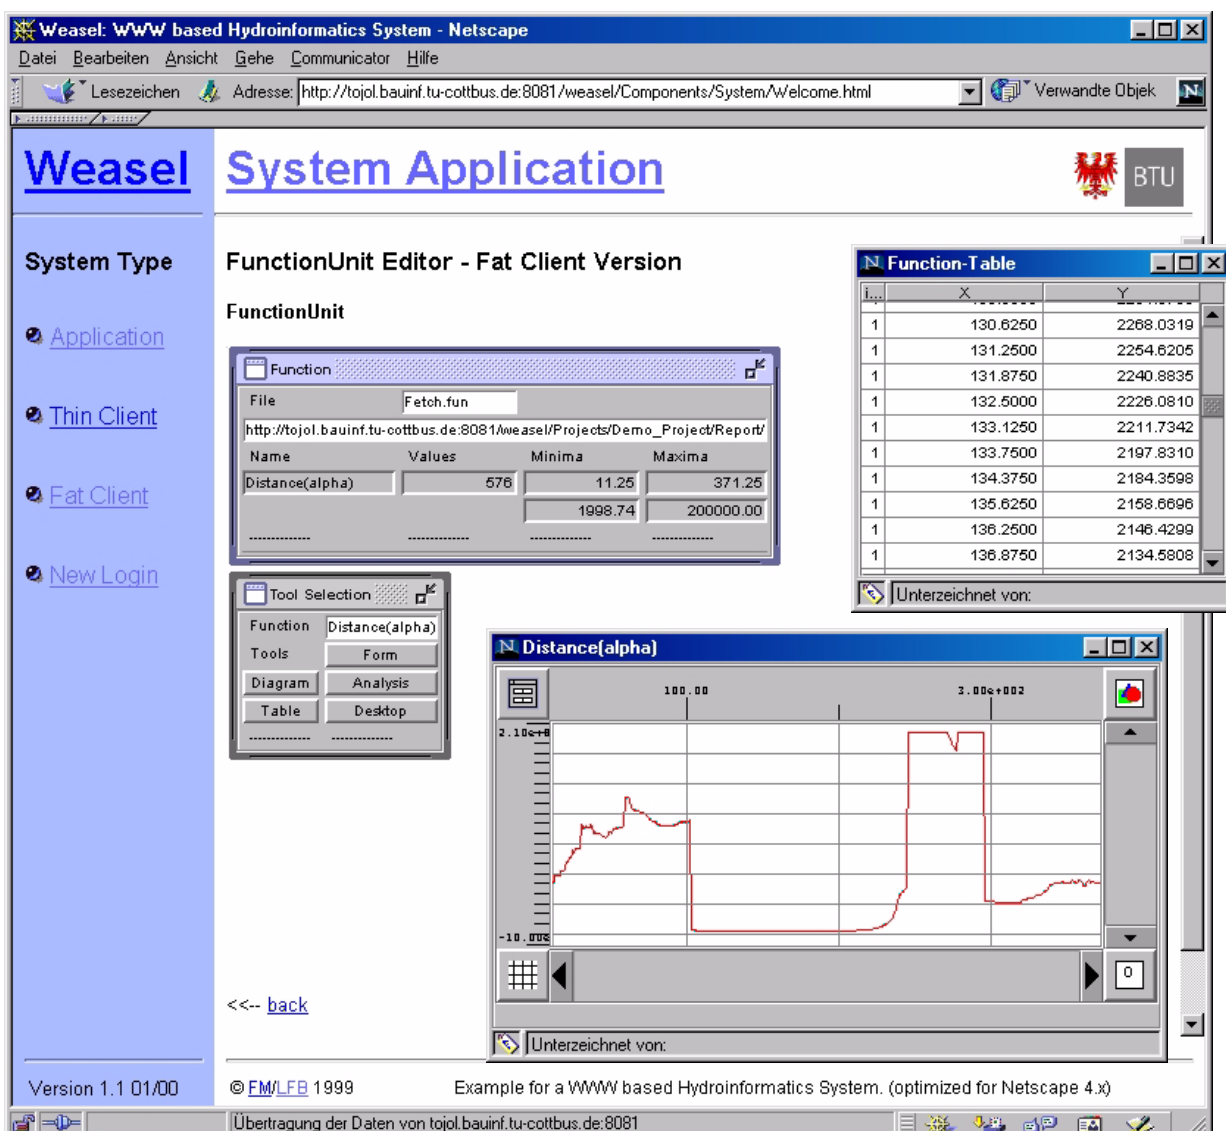 Weasel: WWW based Hydroinformatics System - Netscape
Datei Bearbeiten Ansicht Gehe Communicator Hilfe
Lesezeichen Adresse: http://tojol.bauinf.tu-cottbus.de:8081/weasel/Components/System/Welcome.html Verwandte Objek N
Weasel System Application BTU
System Type
Application
Thin Client
Fat Client
New Login
FunctionUnit Editor - Fat Client Version
FunctionUnit
Function
File Fetch.fun
http://tojol.bauinf.tu-cottbus.de:8081/weasel/Projects/Demo_Project/Report/
Name Values Minima Maxima
Distance(alpha) 576 11.25 371.25
1998.74 200000.00
-------------- -------------- -------------- --------------
Tool Selection
Function Distance(alpha)
Tools Form
Diagram Analysis
Table Desktop
-------------- --------------
N Function-Table
i... X Y
1 130.6250 2268.0319
1 131.2500 2254.6205
1 131.8750 2240.8835
1 132.5000 2226.0810
1 133.1250 2211.7342
1 133.7500 2197.8310
1 134.3750 2184.3598
1 135.6250 2158.6696
1 136.2500 2146.4299
1 136.8750 2134.5808
Unterzeichnet von:
N Distance(alpha)
100.00 3.00e+002
0
Unterzeichnet von:
<<-- back
Version 1.1 01/00
© FM/LFB 1999 Example for a WWW based Hydroinformatics System. (optimized for Netscape 4.x)
Übertragung der Daten von tojol.bauinf.tu-cottbus.de:8081